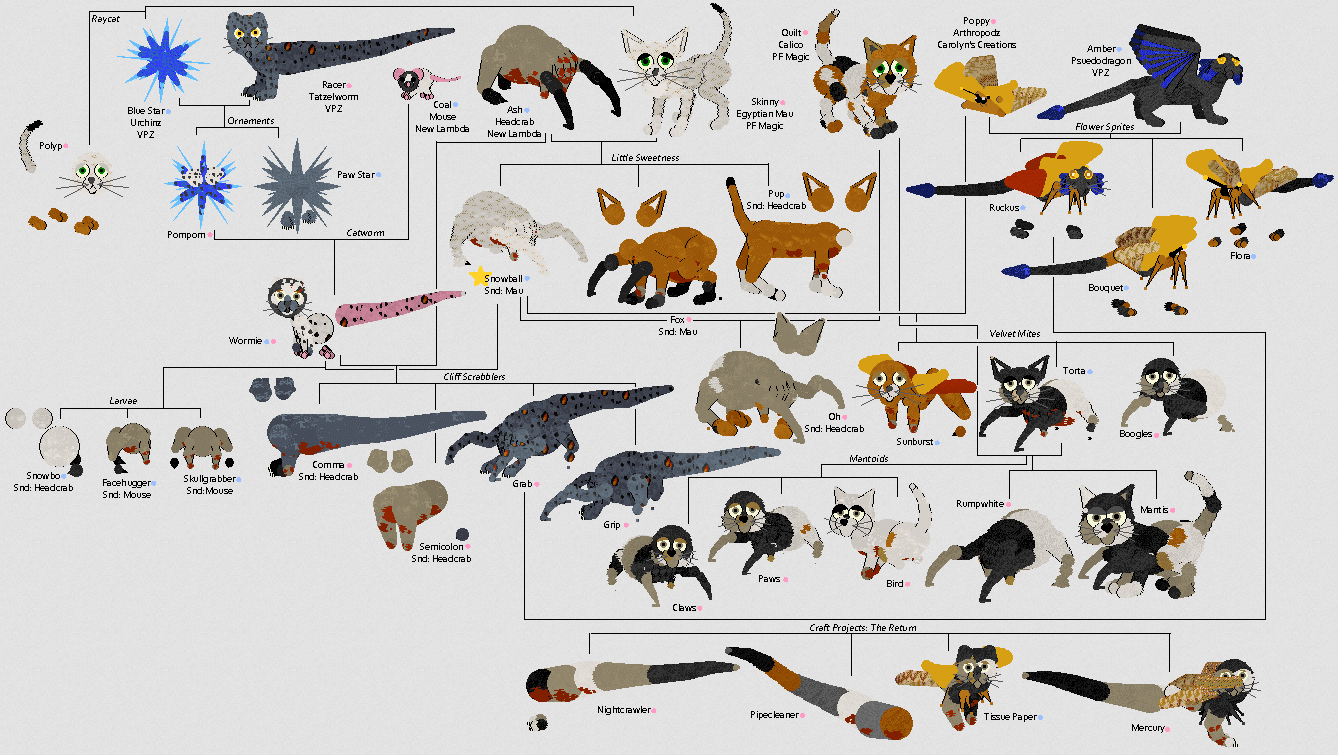 Raycat
Polyp
Blue Star
Urchinz
VPZ
Racer
Tatzelworm
VPZ
Ornaments
Pompom
Paw Star
Coal
Mouse
New Lambda
Catworm
Ash
Headcrab
New Lambda
Skinny
Egyptian Mau
PF Magic
Quilt
Calico
PF Magic
Poppy
Arthropodz
Carolyn's Creations
Amber
Psuedodragon
VPZ
Little Sweetness
Snowball
Snd: Mau
Fox
Snd: Mau
Pup
Snd: Headcrab
Flower Sprites
Ruckus
Bouquet
Flora
Wormie
Larvae
Snowbo
Snd: Headcrab
Facehugger
Snd: Mouse
Skullgrabber
Snd:Mouse
Cliff Scrabblers
Comma
Snd: Headcrab
Semicolon
Snd: Headcrab
Grab
Grip
Oh
Snd: Headcrab
Velvet Mites
Sunburst
Torta
Boogles
Mantoids
Claws
Paws
Bird
Rumpwhite
Mantis
Craft Projects: The Return
Nightcrawler
Pipecleaner
Tissue Paper
Mercury